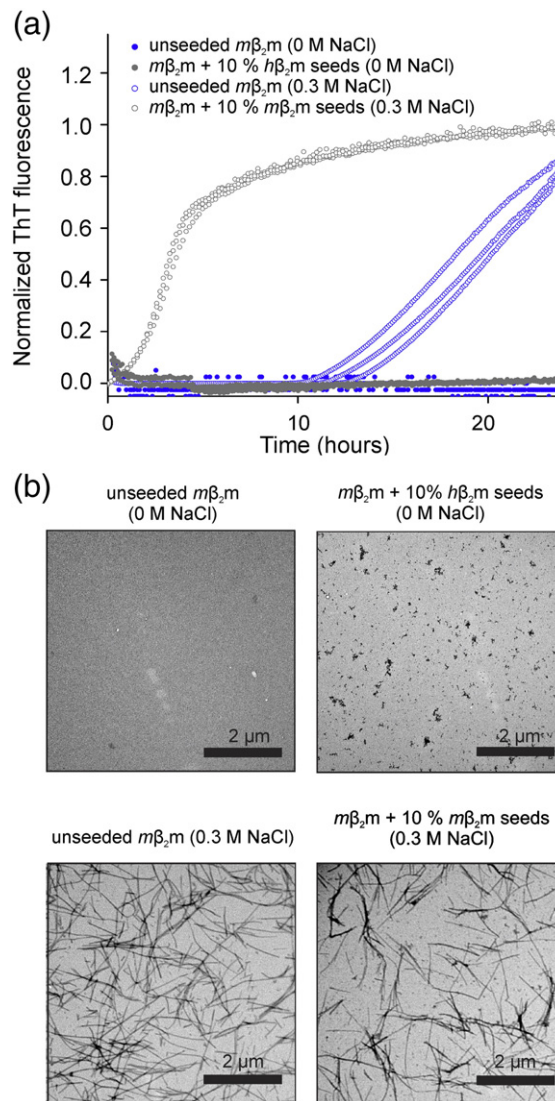 (a)
unseeded mβ₂m (0 M NaCl)
mβ₂m + 10 % hβ₂m seeds (0 M NaCl)
unseeded mβ₂m (0.3 M NaCl)
mβ₂m + 10 % mβ₂m seeds (0.3 M NaCl)
Normalized ThT fluorescence
1.2
1.0
0.8
0.6
0.4
0.2
0.0
0
10
20
Time (hours)
(b)
unseeded mβ₂m
(0 M NaCl)
mβ₂m + 10% hβ₂m seeds
(0 M NaCl)
2 μm
2 μm
unseeded mβ₂m (0.3 M NaCl)
mβ₂m + 10 % mβ₂m seeds
(0.3 M NaCl)
2 μm
2 μm